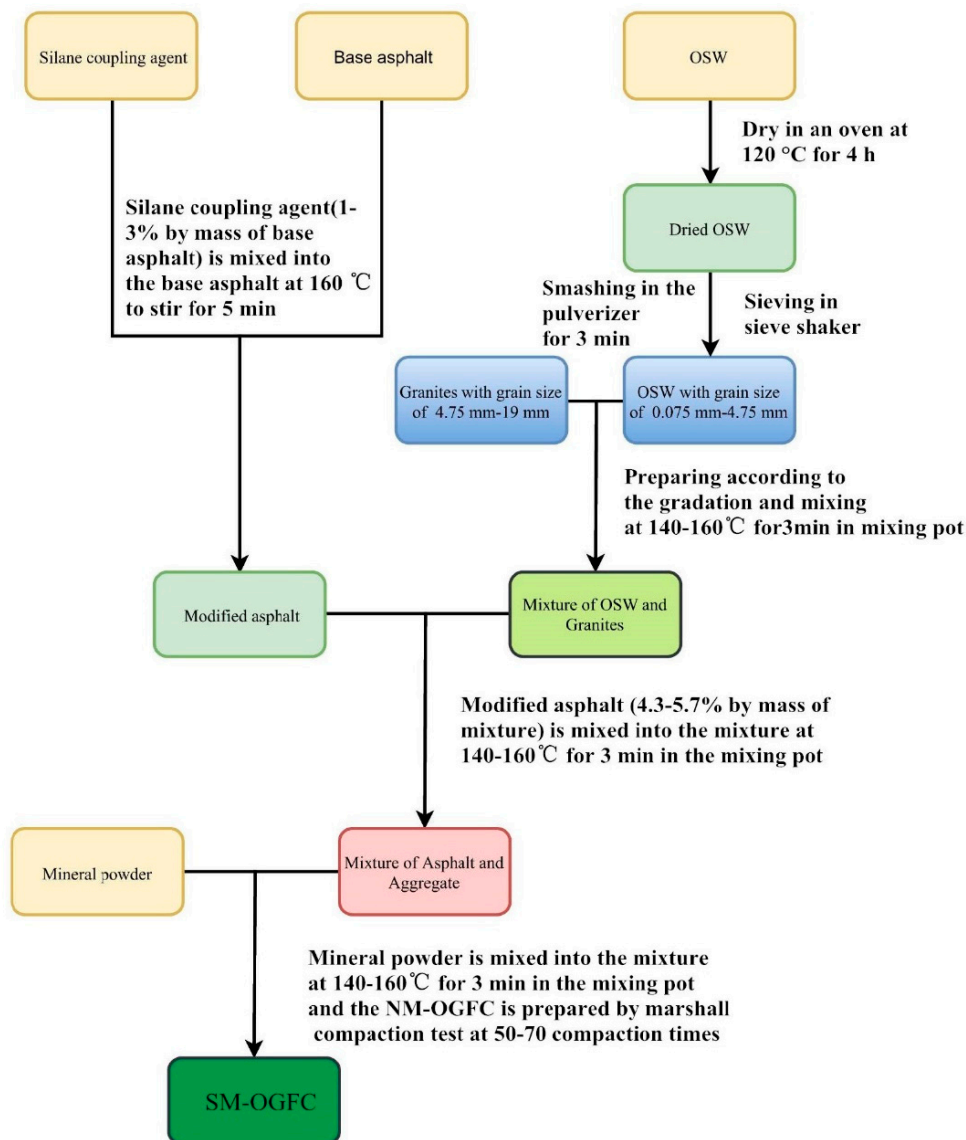 Silane coupling agent
Base asphalt
OSW
Dry in an oven at
120 °C for 4 h
Silane coupling agent(1-
3% by mass of base
asphalt) is mixed into
the base asphalt at 160 ℃
to stir for 5 min
Dried OSW
Smashing in the
pulverizer
for 3 min
Sieving in
sieve shaker
Granites with grain size
of 4.75 mm-19 mm
OSW with grain size
of 0.075 mm-4.75 mm
Preparing according to
the gradation and mixing
at 140-160℃ for3min in mixing pot
Modified asphalt
Mixture of OSW and
Granites
Modified asphalt (4.3-5.7% by mass of
mixture) is mixed into the mixture at
140-160℃ for 3 min in the mixing pot
Mineral powder
Mixture of Asphalt and
Aggregate
Mineral powder is mixed into the mixture
at 140-160℃ for 3 min in the mixing pot
and the NM-OGFC is prepared by marshall
compaction test at 50-70 compaction times
SM-OGFC